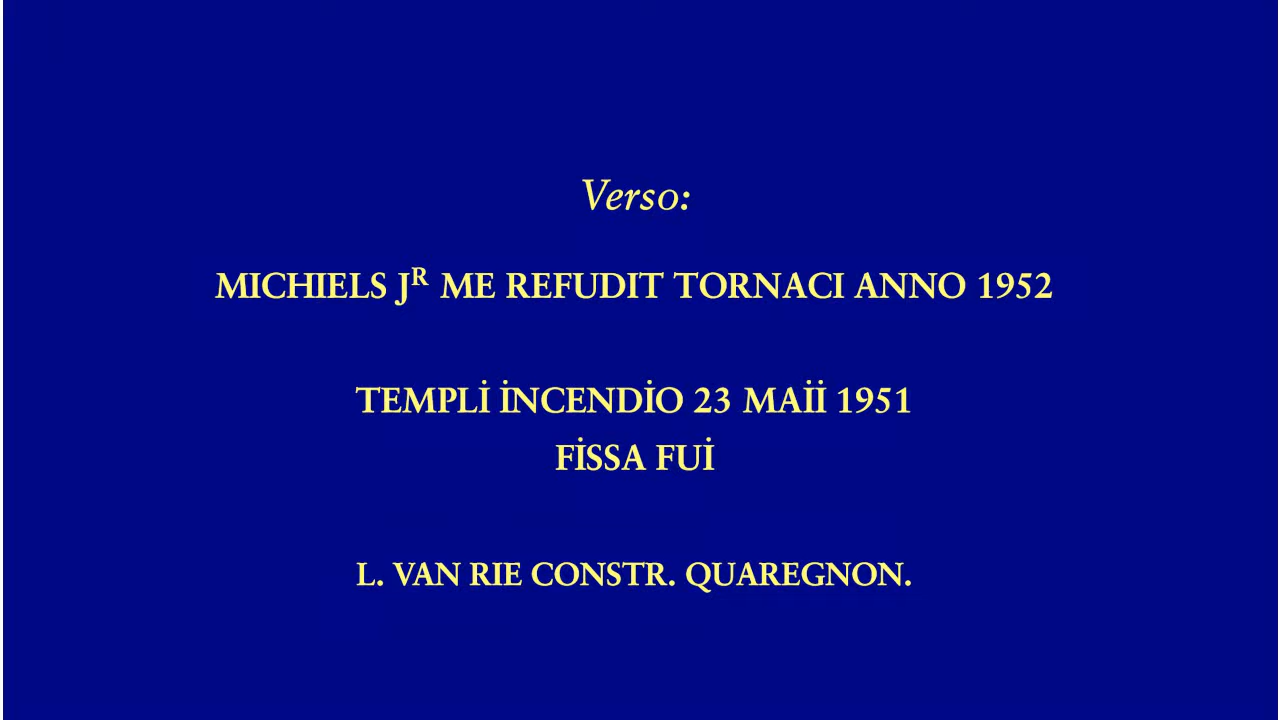 Verso:
MICHIELS Jᴿ ME REFUDIT TORNACI ANNO 1952
TEMPLİ İNCENDİO 23 MAİİ 1951
FİSSA FUİ
L. VAN RIE CONSTR. QUAREGNON.